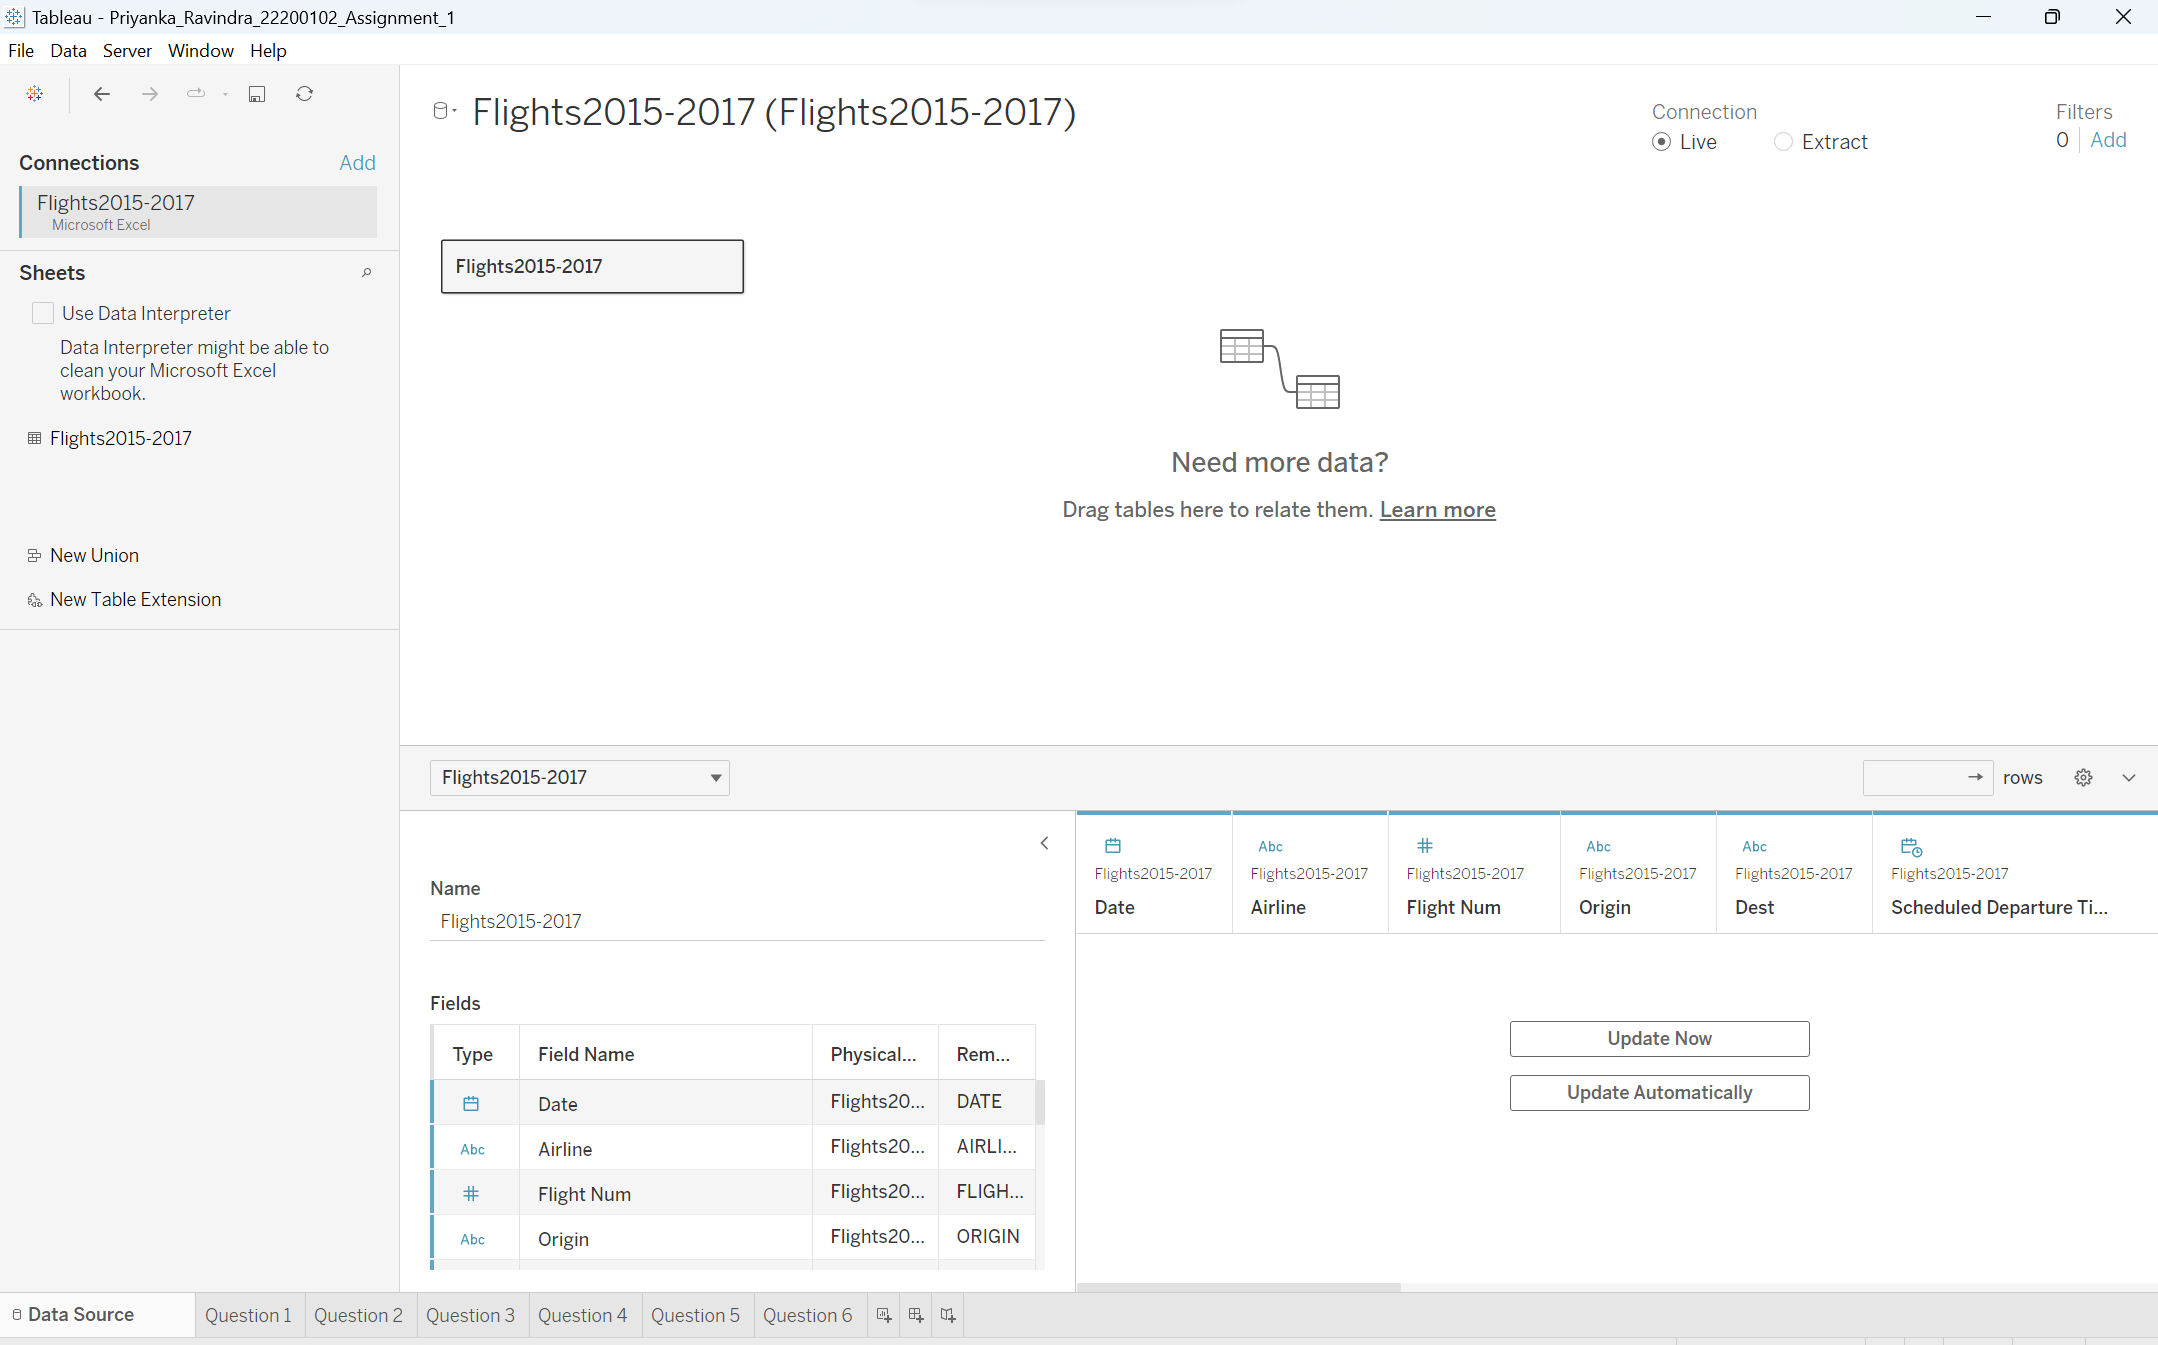 Tableau - Priyanka_Ravindra_22200102_Assignment_1
File Data Server Window Help
Connections Add
Flights2015-2017
Microsoft Excel
Sheets
Use Data Interpreter
Data Interpreter might be able to
clean your Microsoft Excel
workbook.
Flights2015-2017
New Union
New Table Extension
Flights2015-2017 (Flights2015-2017)
Connection
Live Extract
Filters
0 Add
Flights2015-2017
Need more data?
Drag tables here to relate them. Learn more
Flights2015-2017
rows
Name
Flights2015-2017
Fields
Type Field Name Physical... Rem...
Date Flights20... DATE
Abc Airline Flights20... AIRLI...
Flight Num Flights20... FLIGH...
Abc Origin Flights20... ORIGIN
Abc Abc Abc
Flights2015-2017 Flights2015-2017 Flights2015-2017 Flights2015-2017 Flights2015-2017 Flights2015-2017
Date Airline Flight Num Origin Dest Scheduled Departure Ti...
Update Now
Update Automatically
Data Source Question 1 Question 2 Question 3 Question 4 Question 5 Question 6